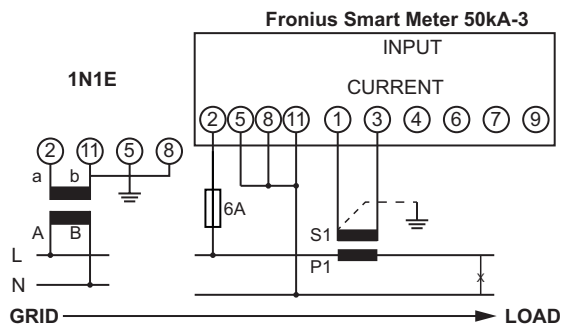 Fronius Smart Meter 50kA-3
INPUT
1N1E
CURRENT
2 5 8 11 1 3 4 6 7 9
2 11 5 8
a b
6A
A B
S1
L
P1
N
x
GRID LOAD